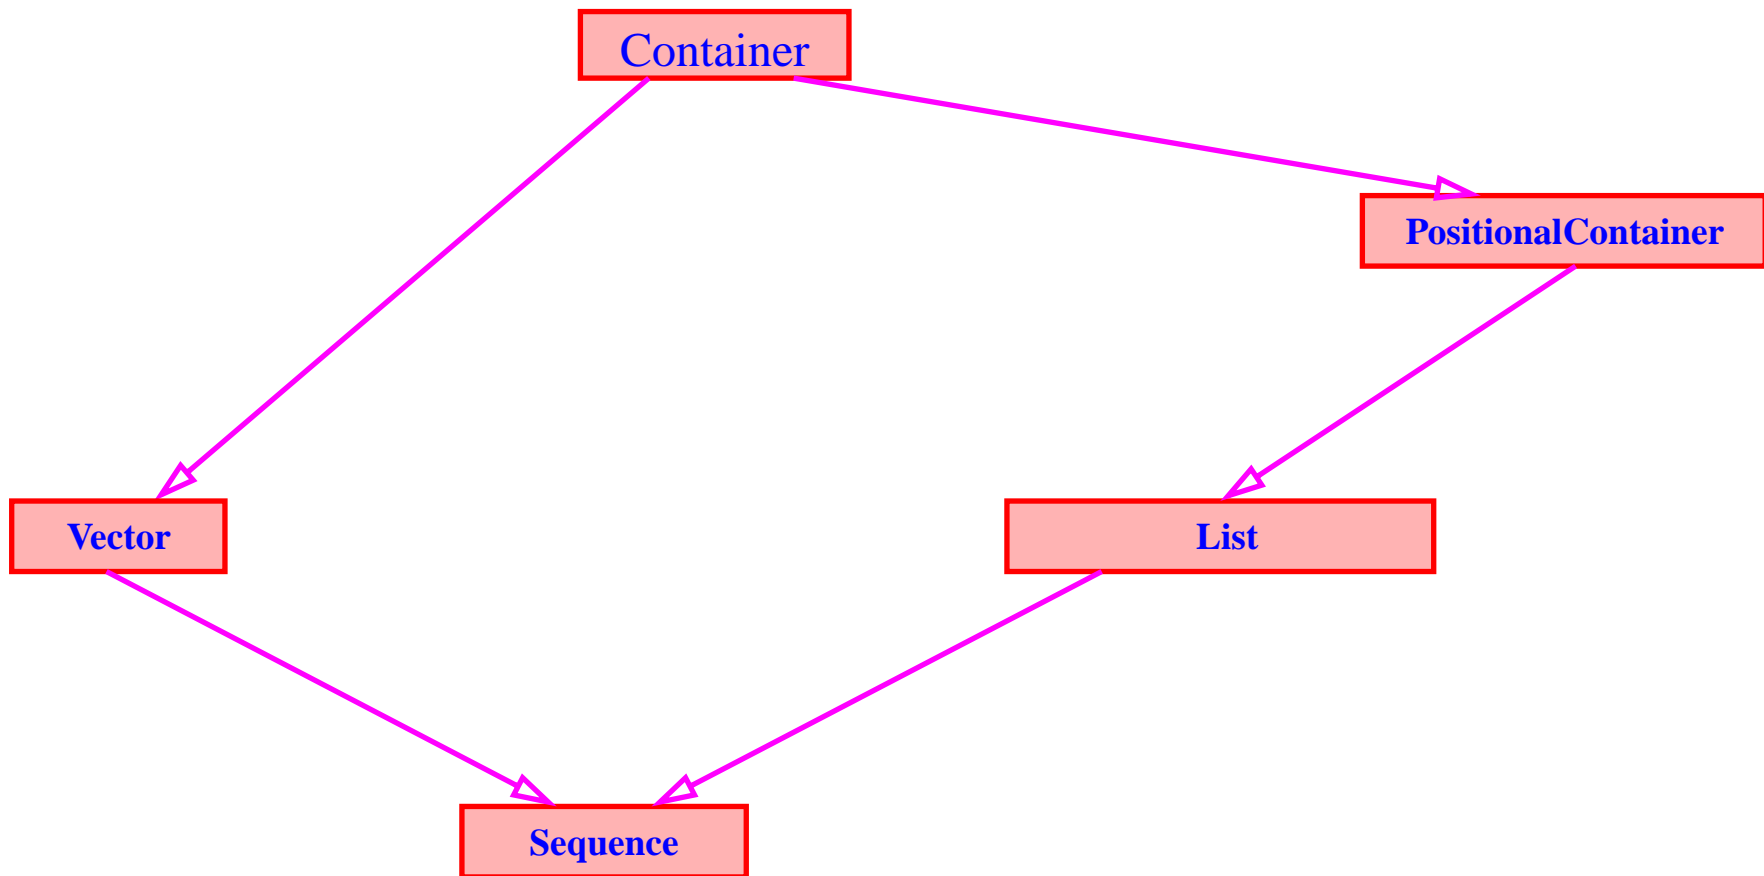 Container
PositionalContainer
Vector
List
Sequence